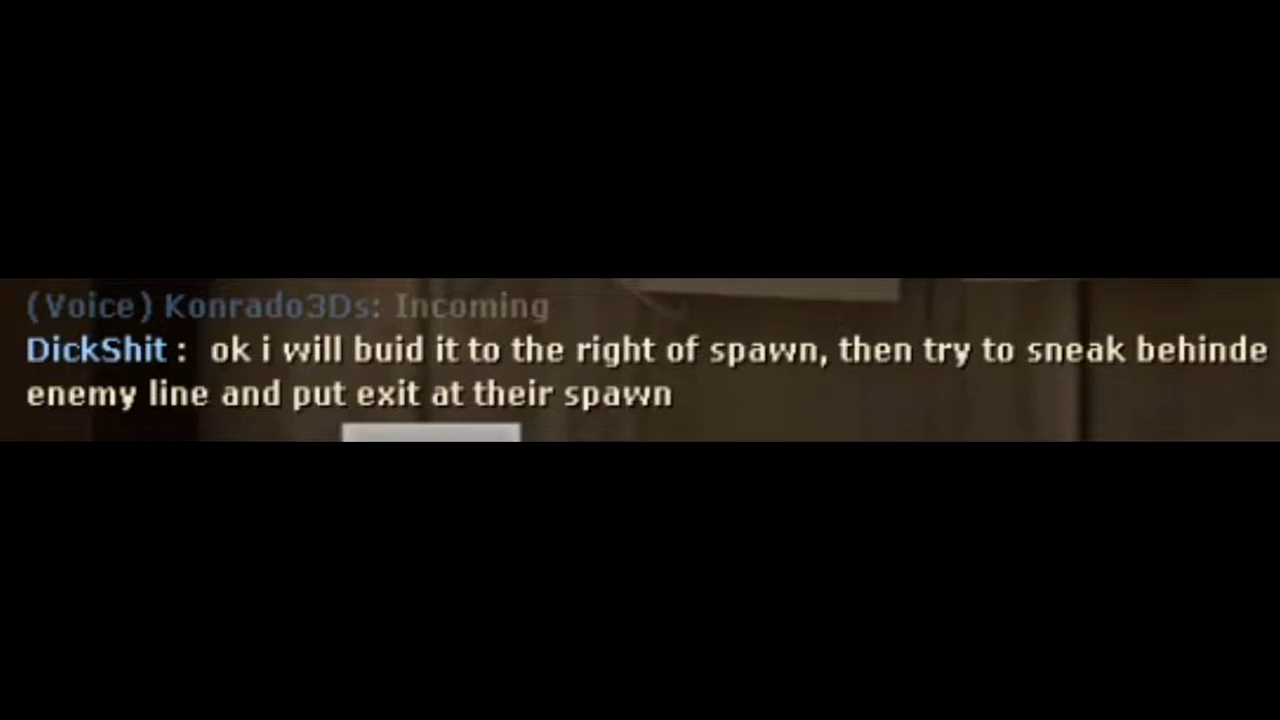 (Voice) Konrado3Ds: Incoming
DickShit :  ok i will buid it to the right of spawn, then try to sneak behinde
enemy line and put exit at their spawn